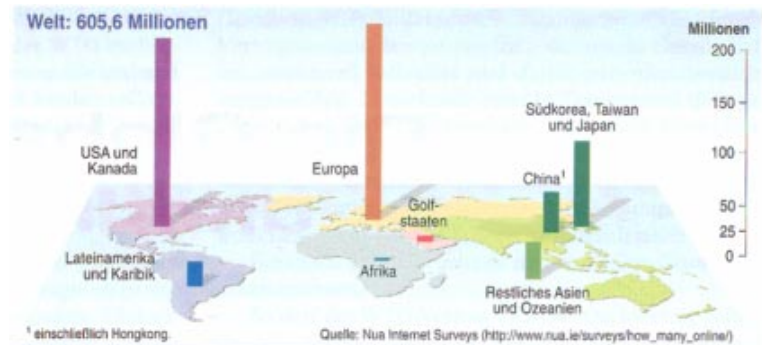 Welt: 605,6 Millionen
Millionen
200
150
100
50
25
0
USA und
Kanada
Europa
Südkorea, Taiwan
und Japan
China¹
Golf-
staaten
Lateinamerika
und Karibik
Afrika
Restliches Asien
und Ozeanien
¹ einschließlich Hongkong.
Quelle: Nua Internet Surveys (http://www.nua.ie/surveys/how_many_online/)